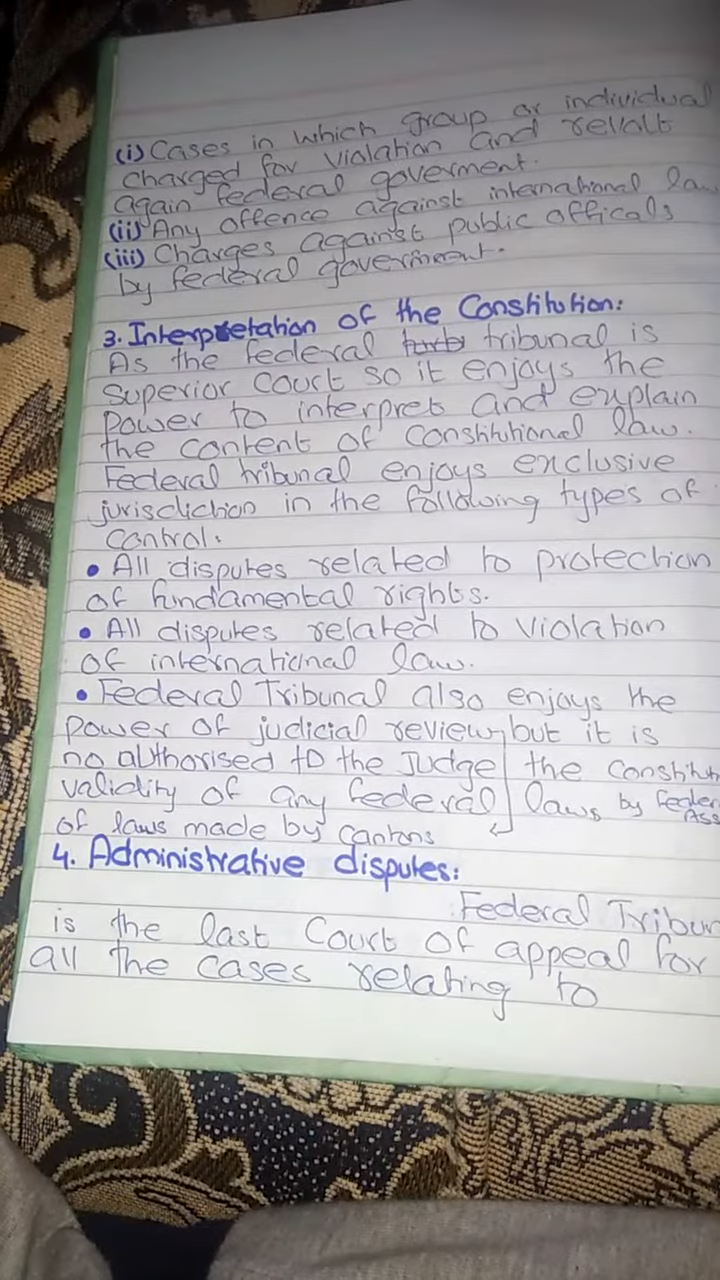 (i) Cases in which group or individual
charged for violation and revolt
again federal goverment.
(ii) Any offence against international la
(iii) Charges against public officals
by federal goverment.
3. Interpretation of the Constitution:
As the federal tribunal is
superior Court so it enjoys the
power to interpret and explain
the content of Constitutional law.
Federal tribunal enjoys exclusive
jurisdiction in the following types of
Control.
• All disputes related to protection
of fundamental rights.
• All disputes related to violation
of international law.
• Federal Tribunal also enjoys the
power of judicial review, but it is
no authorised to the Judge the Constitut
validity of any federal laws by Feder
Ass
of laws made by cantons
4. Administrative disputes:
Federal Tribun
is the last Court of appeal for
all the cases relating to